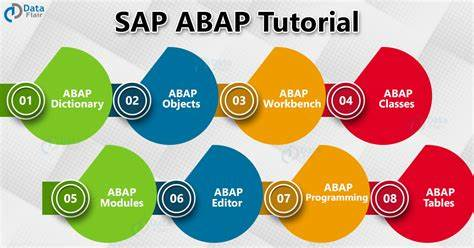 Data
Flair
SAP ABAP Tutorial
01
ABAP
Dictionary
02
ABAP
Objects
03
ABAP
Workbench
04
ABAP
Classes
05
ABAP
Modules
06
ABAP
Editor
07
ABAP
Programming
08
ABAP
Tables